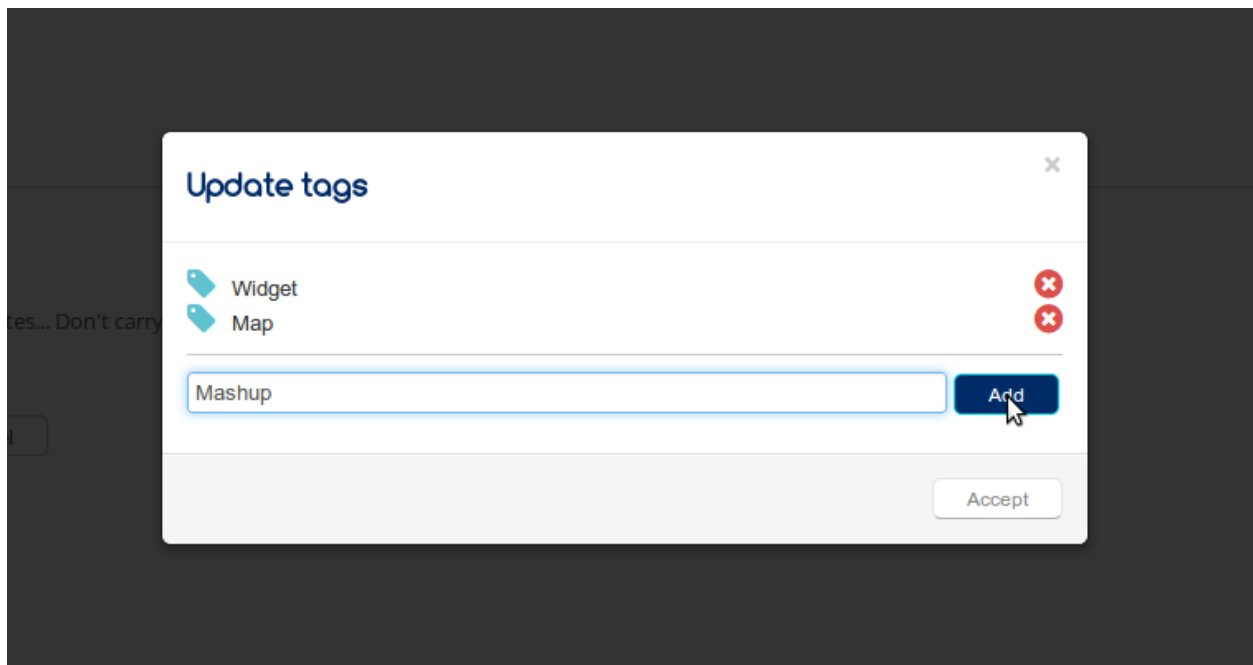 Update tags
×
Widget
Map
tes... Don't carry
Mashup
Add
Accept